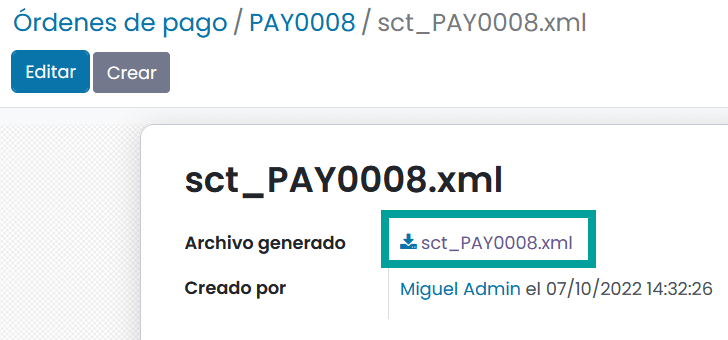 Órdenes de pago / PAY0008 / sct_PAY0008.xml
Editar Crear
sct_PAY0008.xml
Archivo generado sct_PAY0008.xml
Creado por Miguel Admin el 07/10/2022 14:32:26